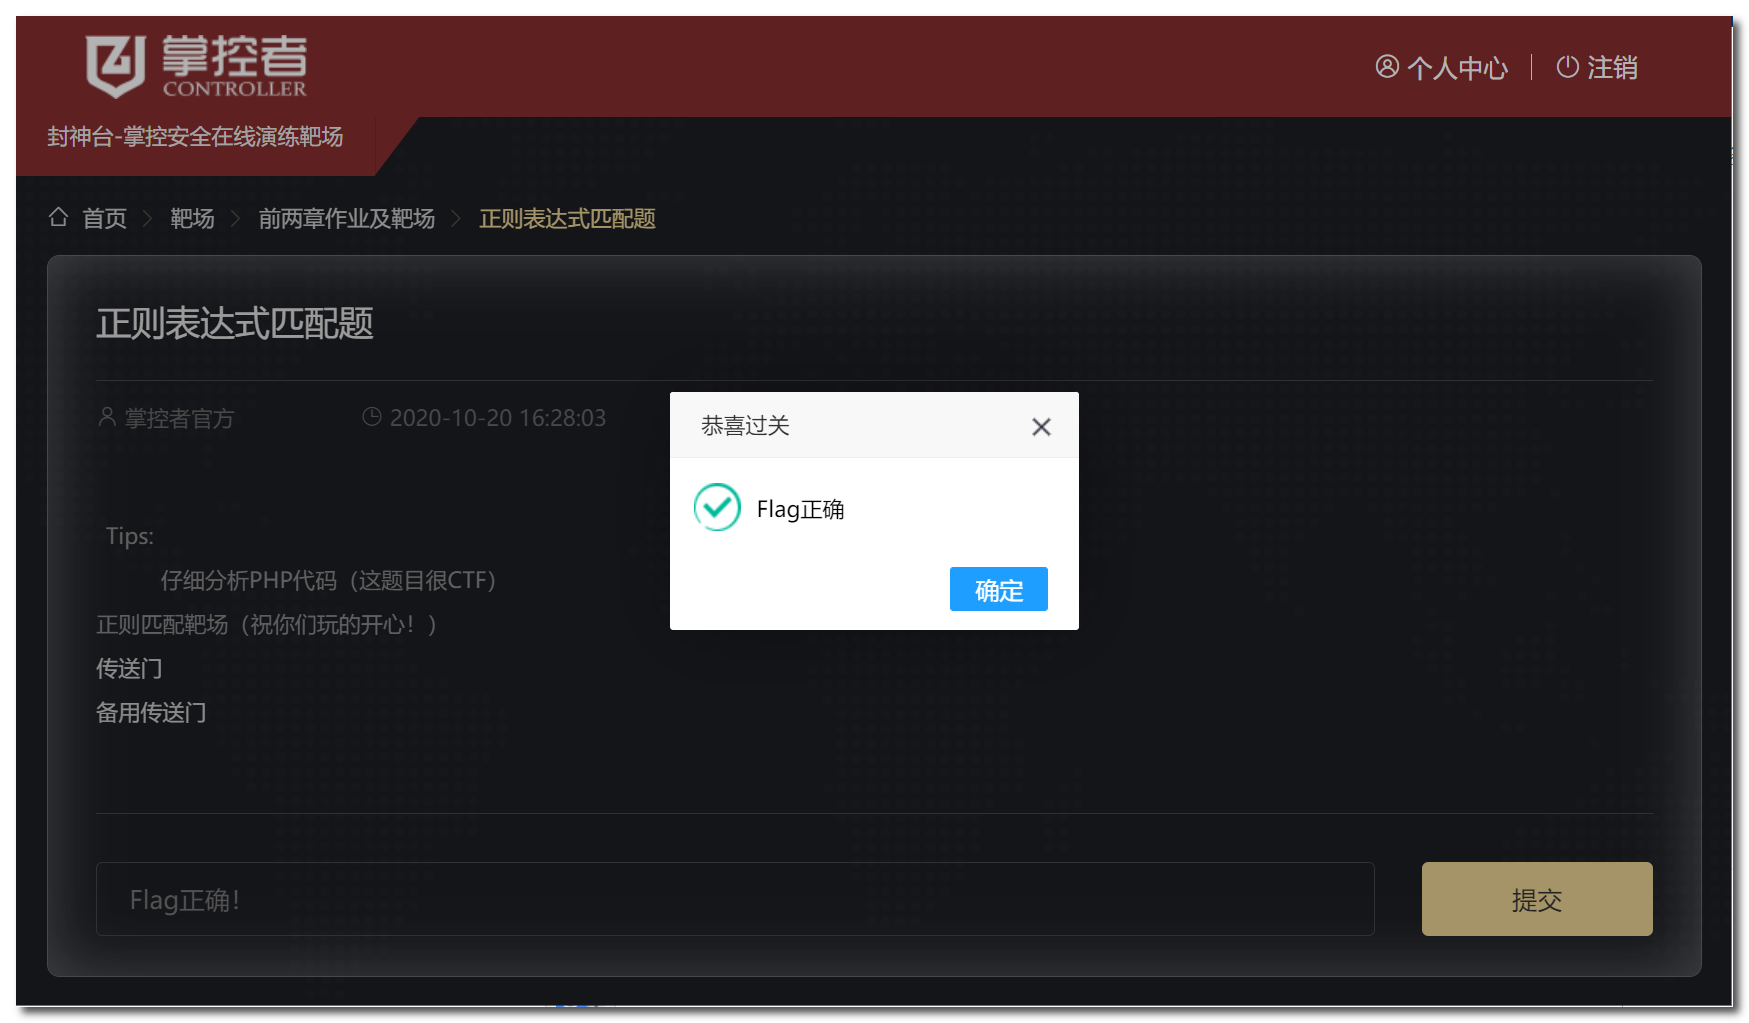 掌控者
CONTROLLER
个人中心
注销
封神台-掌控安全在线演练靶场
首页 靶场 前两章作业及靶场 正则表达式匹配题
正则表达式匹配题
掌控者官方 2020-10-20 16:28:03
恭喜过关
Flag正确
确定
Tips:
仔细分析PHP代码（这题目很CTF）
正则匹配靶场（祝你们玩的开心！）
传送门
备用传送门
Flag正确！
提交